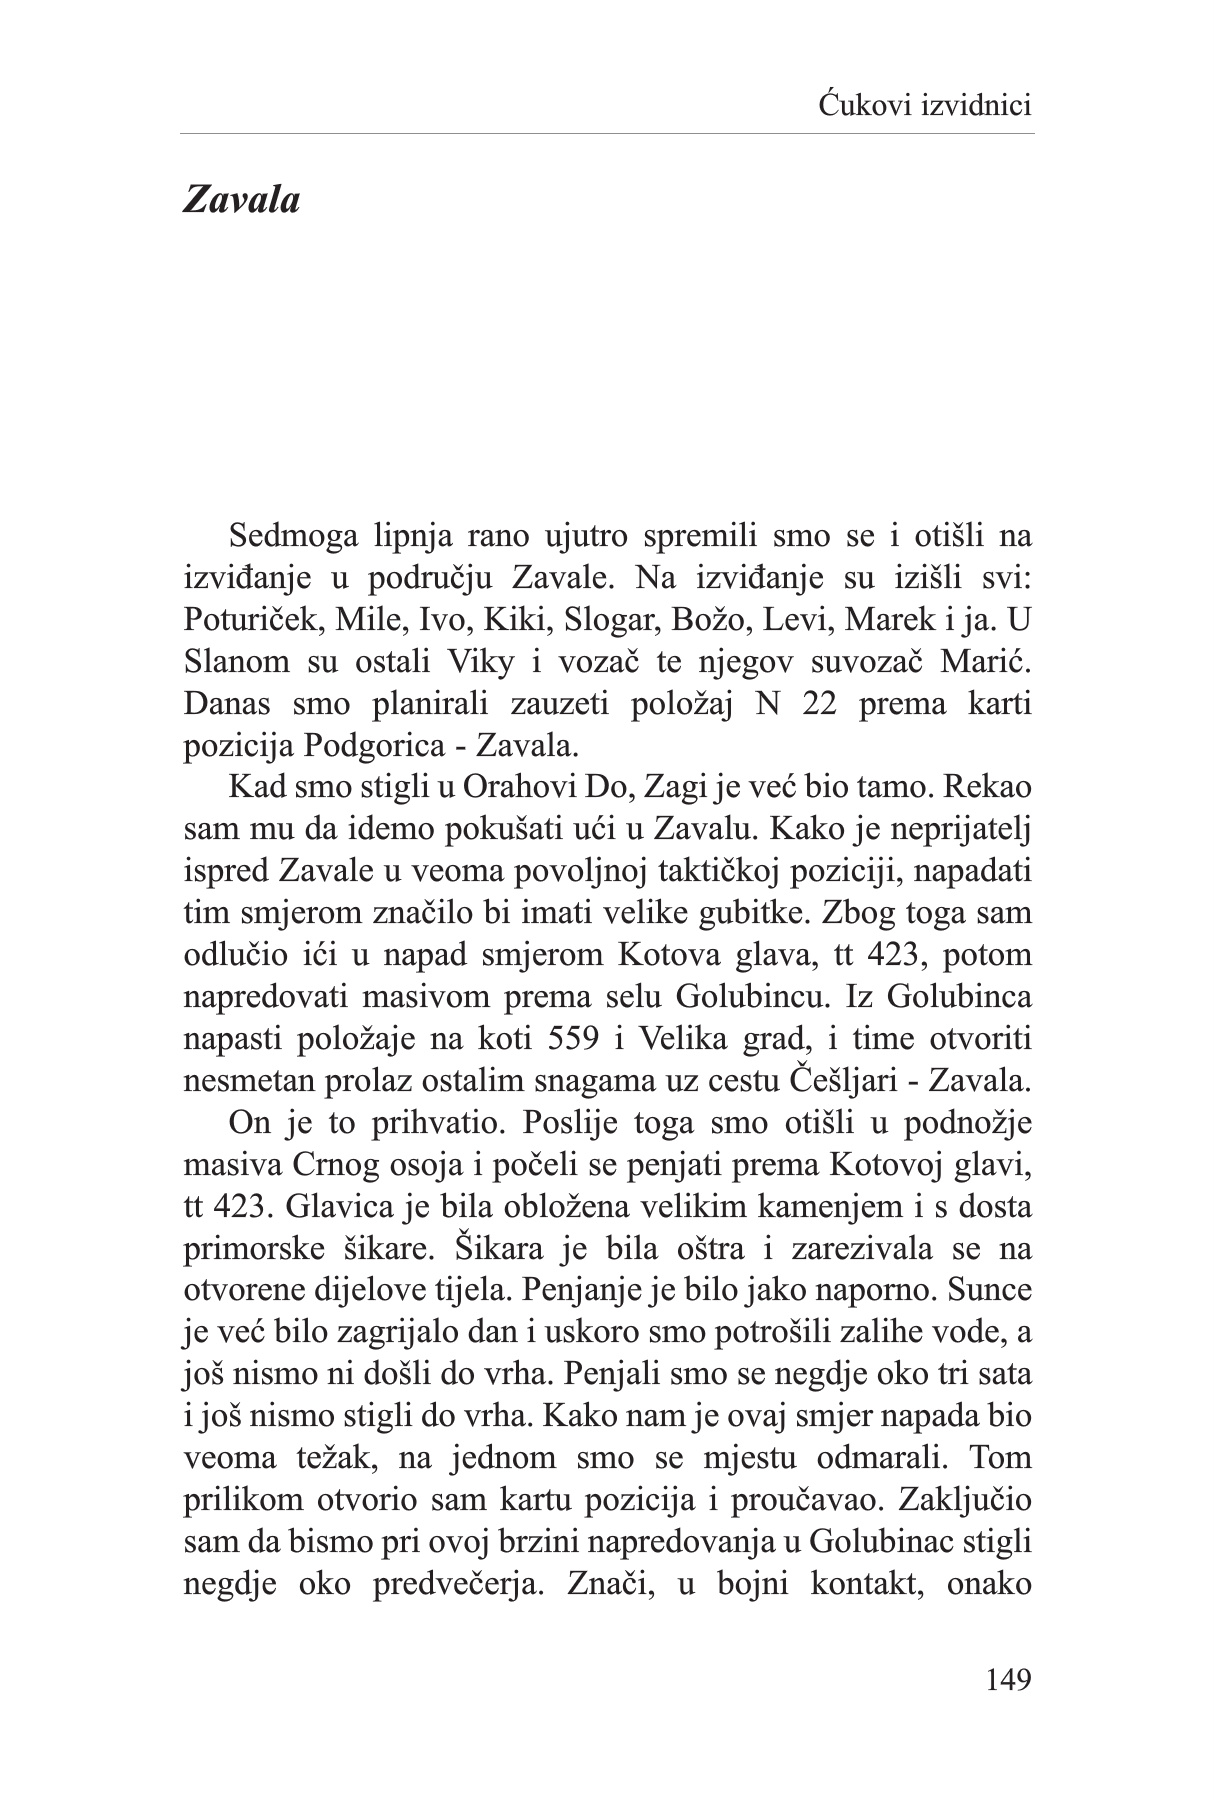 Ćukovi izvidnici
Zavala
Sedmoga lipnja rano ujutro spremili smo se i otišli na
izviđanje u području Zavale. Na izviđanje su izišli svi:
Poturiček, Mile, Ivo, Kiki, Slogar, Božo, Levi, Marek i ja. U
Slanom su ostali Viky i vozač te njegov suvozač Marić.
Danas smo planirali zauzeti položaj N 22 prema karti
pozicija Podgorica - Zavala.
Kad smo stigli u Orahovi Do, Zagi je već bio tamo. Rekao
sam mu da idemo pokušati ući u Zavalu. Kako je neprijatelj
ispred Zavale u veoma povoljnoj taktičkoj poziciji, napadati
tim smjerom značilo bi imati velike gubitke. Zbog toga sam
odlučio ići u napad smjerom Kotova glava, tt 423, potom
napredovati masivom prema selu Golubincu. Iz Golubinca
napasti položaje na koti 559 i Velika grad, i time otvoriti
nesmetan prolaz ostalim snagama uz cestu Češljari - Zavala.
On je to prihvatio. Poslije toga smo otišli u podnožje
masiva Crnog osoja i počeli se penjati prema Kotovoj glavi,
tt 423. Glavica je bila obložena velikim kamenjem i s dosta
primorske šikare. Šikara je bila oštra i zarezivala se na
otvorene dijelove tijela. Penjanje je bilo jako naporno. Sunce
je već bilo zagrijalo dan i uskoro smo potrošili zalihe vode, a
još nismo ni došli do vrha. Penjali smo se negdje oko tri sata
i još nismo stigli do vrha. Kako nam je ovaj smjer napada bio
veoma težak, na jednom smo se mjestu odmarali. Tom
prilikom otvorio sam kartu pozicija i proučavao. Zaključio
sam da bismo pri ovoj brzini napredovanja u Golubinac stigli
negdje oko predvečerja. Znači, u bojni kontakt, onako
149